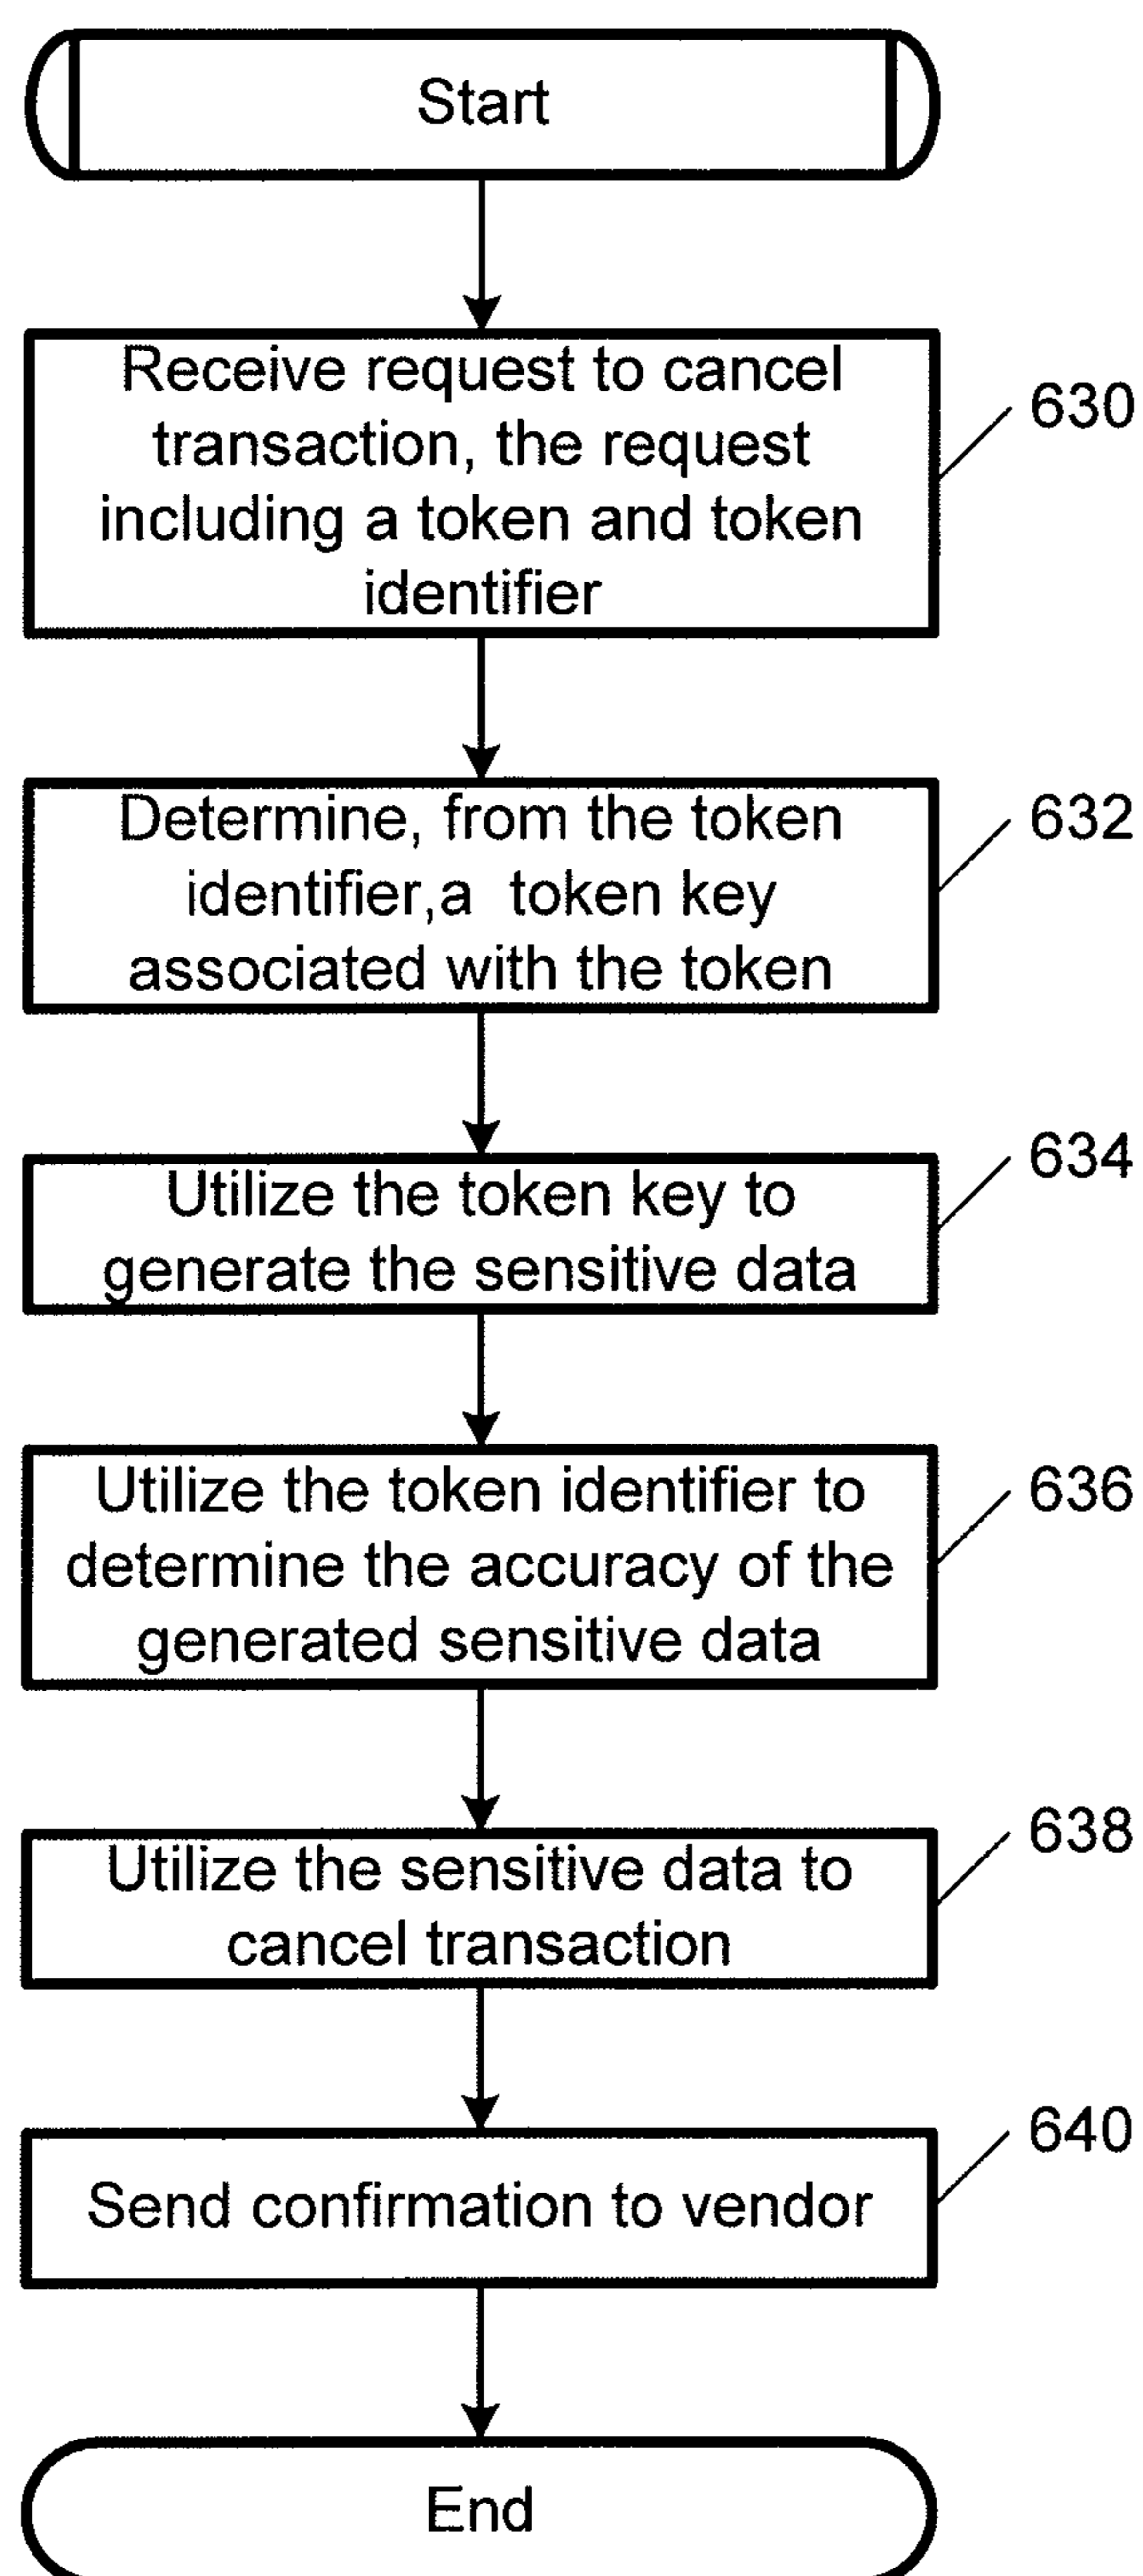 Start
Receive request to cancel
transaction, the request
including a token and token
identifier
630
Determine, from the token
identifier,a  token key
associated with the token
632
Utilize the token key to
generate the sensitive data
634
Utilize the token identifier to
determine the accuracy of the
generated sensitive data
636
Utilize the sensitive data to
cancel transaction
638
Send confirmation to vendor
640
End